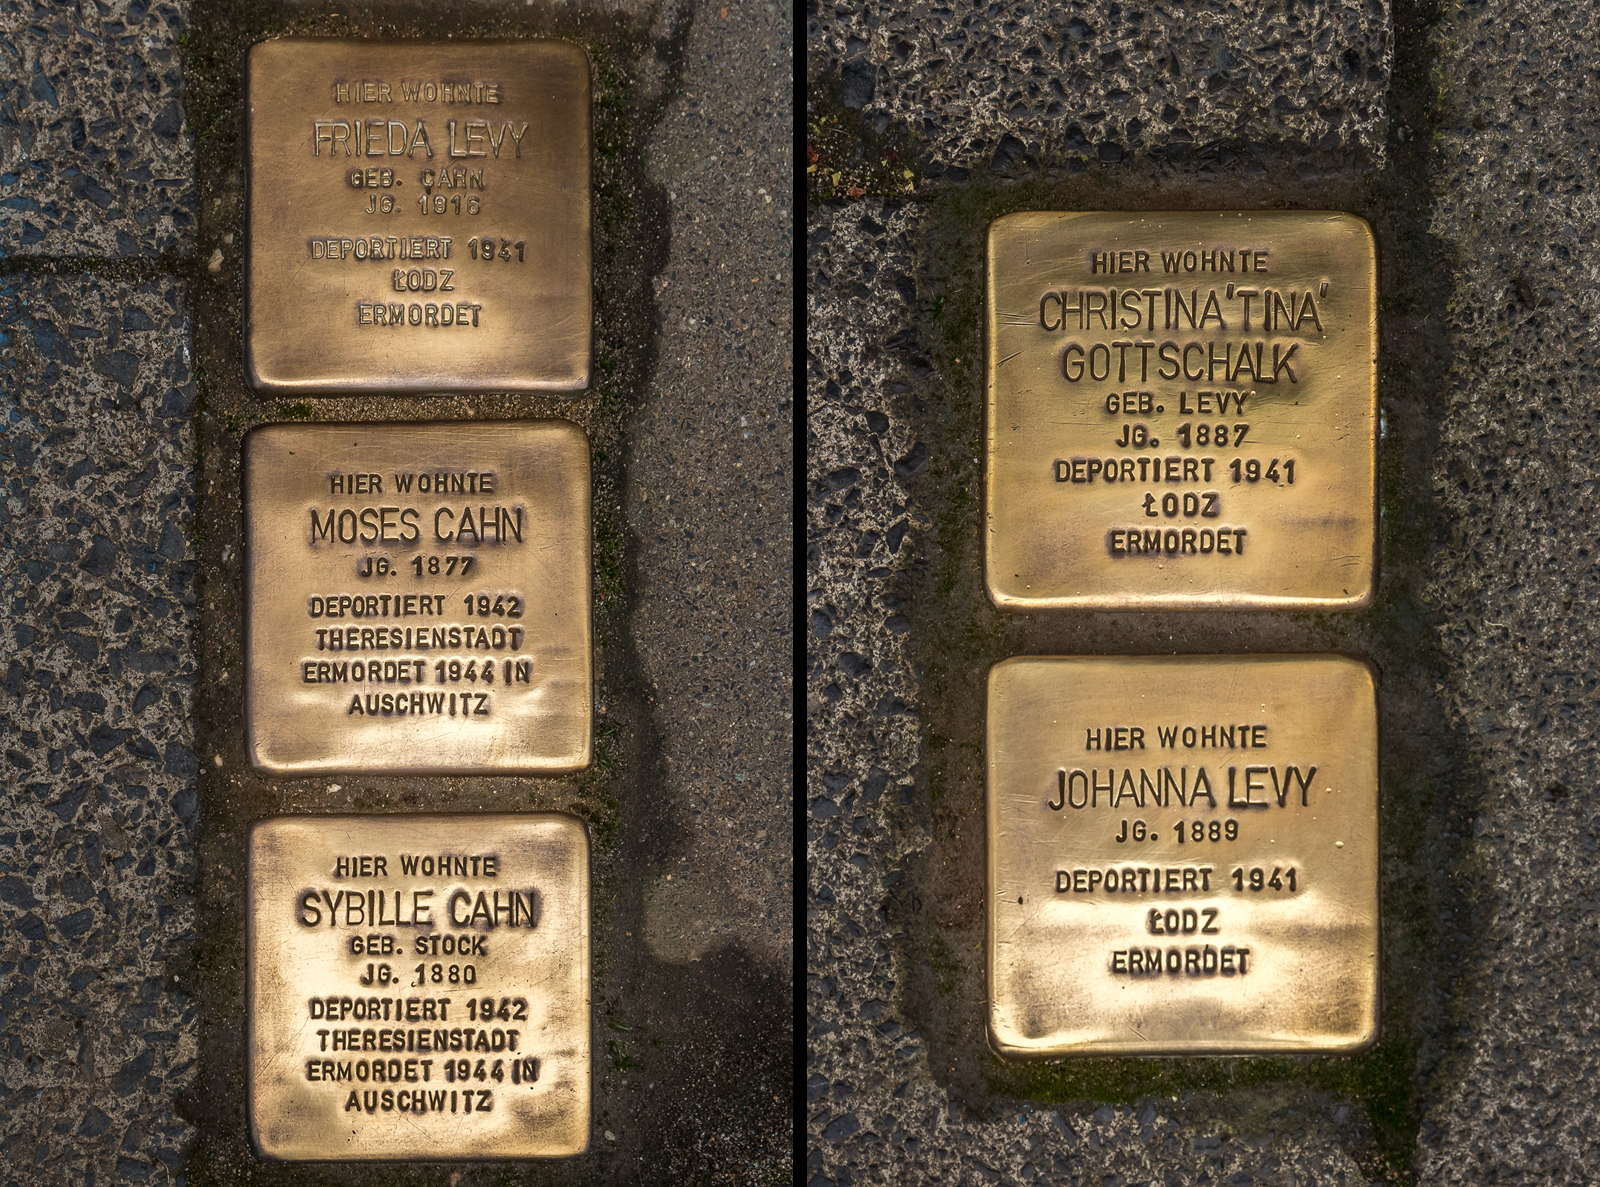 HIER WOHNTE
FRIEDA LEVY
GEB. CAHN
JG. 1916
DEPORTIERT 1941
ŁODZ
ERMORDET
HIER WOHNTE
MOSES CAHN
JG. 1877
DEPORTIERT 1942
THERESIENSTADT
ERMORDET 1944 IN
AUSCHWITZ
HIER WOHNTE
SYBILLE CAHN
GEB. STOCK
JG. 1880
DEPORTIERT 1942
THERESIENSTADT
ERMORDET 1944 IN
AUSCHWITZ
HIER WOHNTE
CHRISTINA 'TINA'
GOTTSCHALK
GEB. LEVY
JG. 1887
DEPORTIERT 1941
ŁODZ
ERMORDET
HIER WOHNTE
JOHANNA LEVY
JG. 1889
DEPORTIERT 1941
ŁODZ
ERMORDET